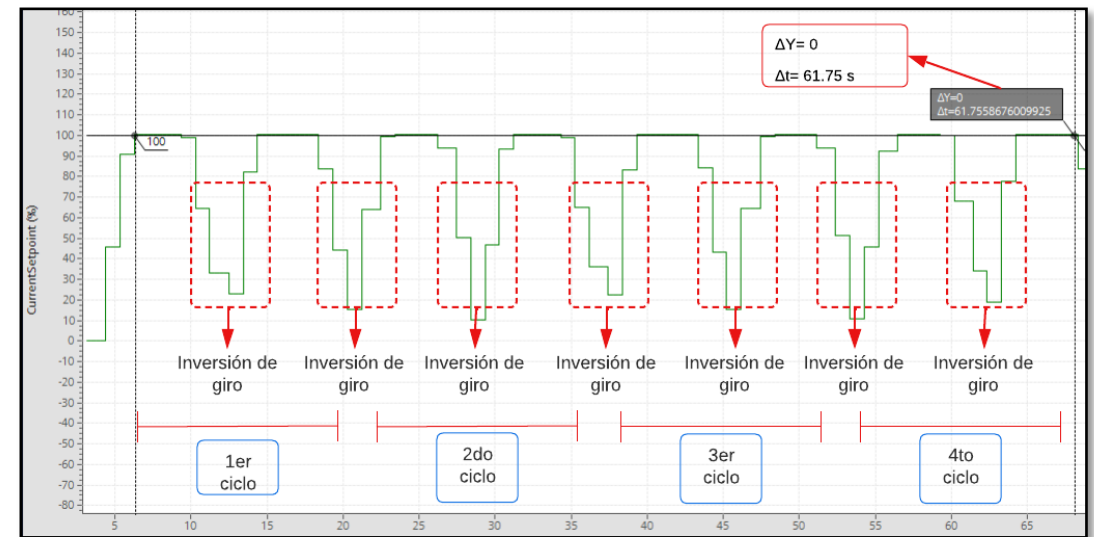 160
150
140
130
120
110
100
90
80
70
60
50
40
30
20
10
0
-10
-20
-30
-40
-50
-60
-70
-80
CurrentSetpoint (%)
ΔY= 0
Δt= 61.75 s
ΔY=0
Δt=61.7558676009925
100
Inversión de
giro
Inversión de
giro
Inversión de
giro
Inversión de
giro
Inversión de
giro
Inversión de
giro
Inversión de
giro
1er
ciclo
2do
ciclo
3er
ciclo
4to
ciclo
5
10
15
20
25
30
35
40
45
50
55
60
65